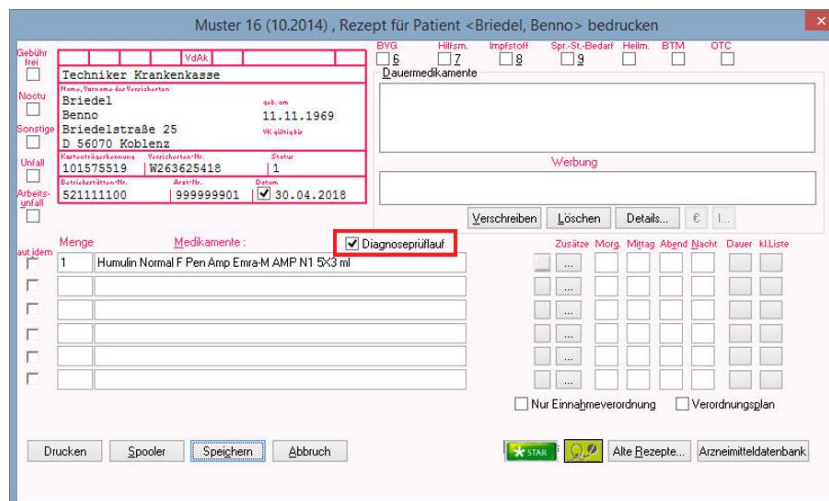 Muster 16 (10.2014) , Rezept für Patient <Briedel, Benno> bedrucken
Gebühr frei
Noctu
Sonstige
Unfall
Arbeits-unfall
aut idem
VdAk
Techniker Krankenkasse
Name, Vorname der Versicherten
Briedel
geb. am
Benno 11.11.1969
Briedelstraße 25
VK gültig bis
D 56070 Koblenz
Kartenträgerkennung Versicherten-Nr. Status
101575519 W263625418 1
Betriebsstätten-Nr. Arzt-Nr. Datum
521111100 999999901 30.04.2018
BVG Hilfsm. Impfstoff Spr.-St.-Bedarf Heilm. BTM OTC
6 7 8 9
Dauermedikamente
Werbung
Verschreiben Löschen Details... € I...
Menge Medikamente : Diagnoseprüflauf Zusätze Morg. Mittag Abend Nacht Dauer kl.Liste
1 Humulin Normal F Pen Amp Emra-M AMP N1 5X3 ml ...
...
...
...
...
...
Nur Einnahmeverordnung Verordnungsplan
Drucken Spooler Speichern Abbruch STAR Alte Rezepte... Arzneimitteldatenbank